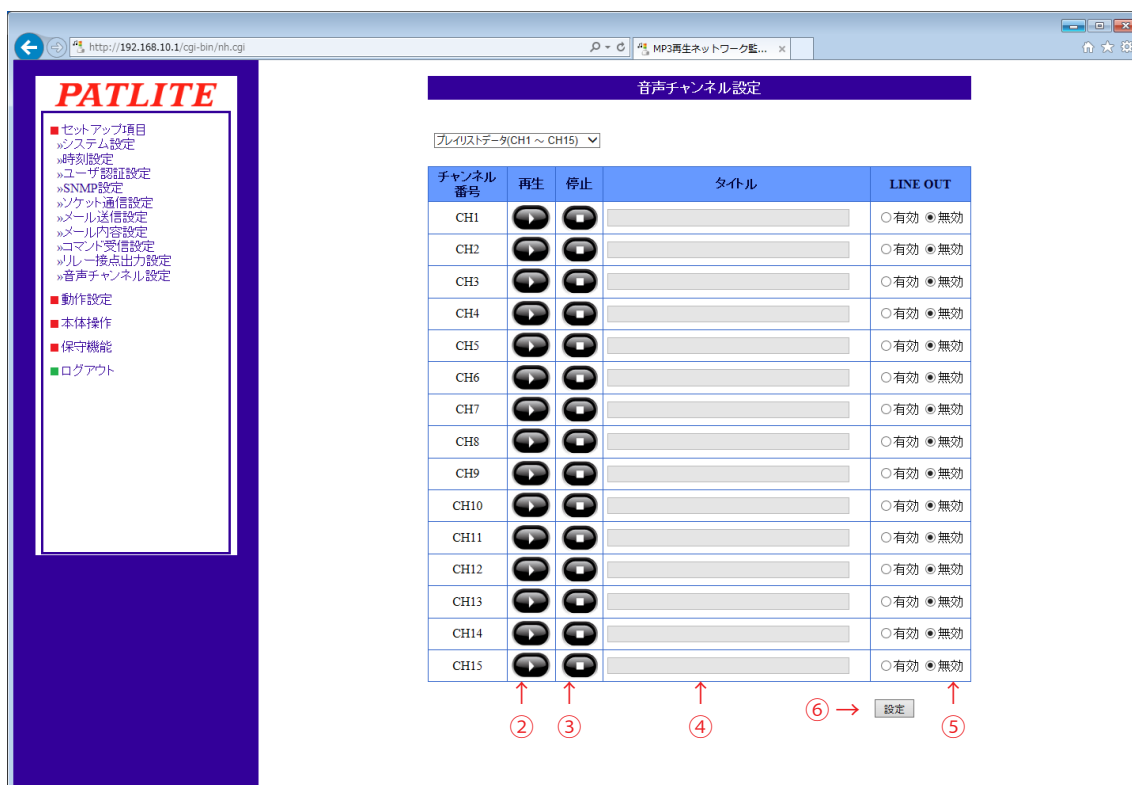 http://192.168.10.1/cgi-bin/nh.cgi
MP3再生ネットワーク監... ×
PATLITE
■セットアップ項目
»システム設定
»時刻設定
»ユーザ認証設定
»SNMP設定
»ソケット通信設定
»メール送信設定
»メール内容設定
»コマンド受信設定
»リレー接点出力設定
»音声チャンネル設定
■動作設定
■本体操作
■保守機能
■ログアウト
音声チャンネル設定
プレイリストデータ(CH1 ～ CH15)
チャンネル番号 再生 停止 タイトル LINE OUT
CH1 ○有効 ◉無効
CH2 ○有効 ◉無効
CH3 ○有効 ◉無効
CH4 ○有効 ◉無効
CH5 ○有効 ◉無効
CH6 ○有効 ◉無効
CH7 ○有効 ◉無効
CH8 ○有効 ◉無効
CH9 ○有効 ◉無効
CH10 ○有効 ◉無効
CH11 ○有効 ◉無効
CH12 ○有効 ◉無効
CH13 ○有効 ◉無効
CH14 ○有効 ◉無効
CH15 ○有効 ◉無効
↑ ↑ ↑ ⑥ → 設定 ↑
② ③ ④ ⑤